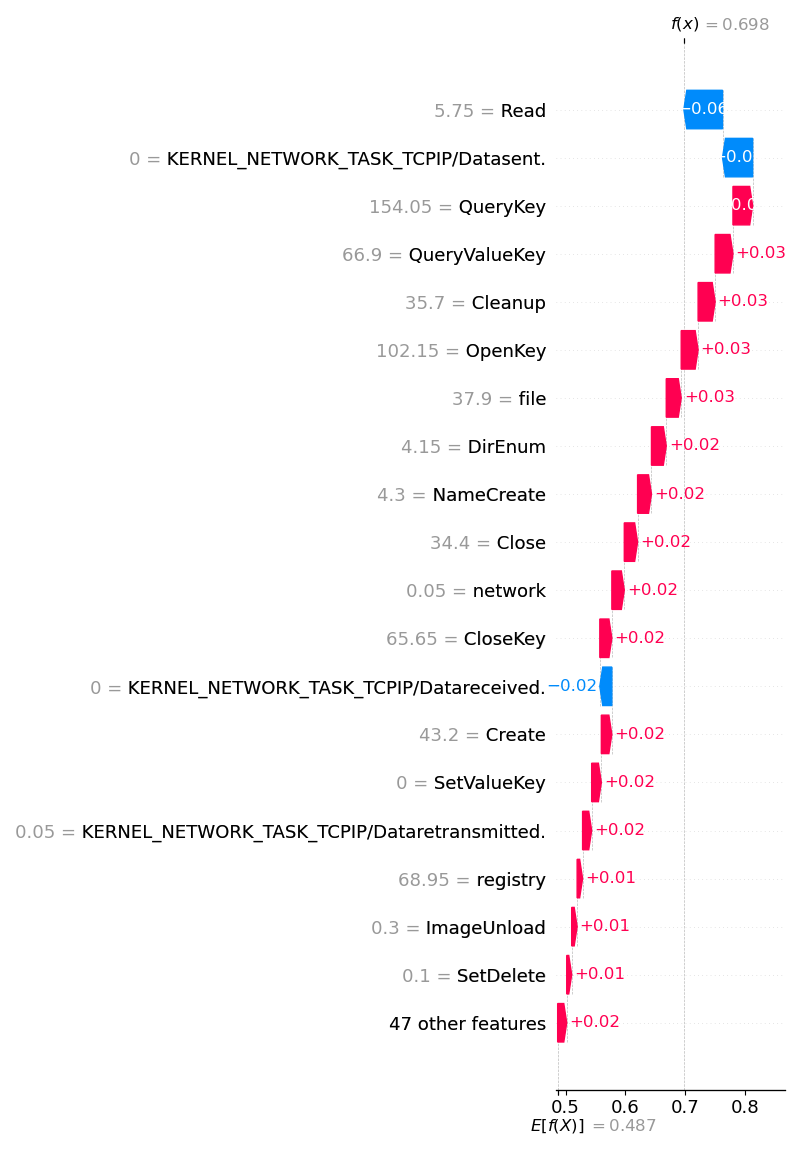 f(x) = 0.698
5.75 = Read
−0.06
0 = KERNEL_NETWORK_TASK_TCPIP/Datasent.
154.05 = QueryKey
66.9 = QueryValueKey
+0.03
35.7 = Cleanup
+0.03
102.15 = OpenKey
+0.03
37.9 = file
+0.03
4.15 = DirEnum
+0.02
4.3 = NameCreate
+0.02
34.4 = Close
+0.02
0.05 = network
+0.02
65.65 = CloseKey
+0.02
0 = KERNEL_NETWORK_TASK_TCPIP/Datareceived.
−0.02
43.2 = Create
+0.02
0 = SetValueKey
+0.02
0.05 = KERNEL_NETWORK_TASK_TCPIP/Dataretransmitted.
+0.02
68.95 = registry
+0.01
0.3 = ImageUnload
+0.01
0.1 = SetDelete
+0.01
47 other features
+0.02
0.5 0.6 0.7 0.8
E[f(X)] = 0.487